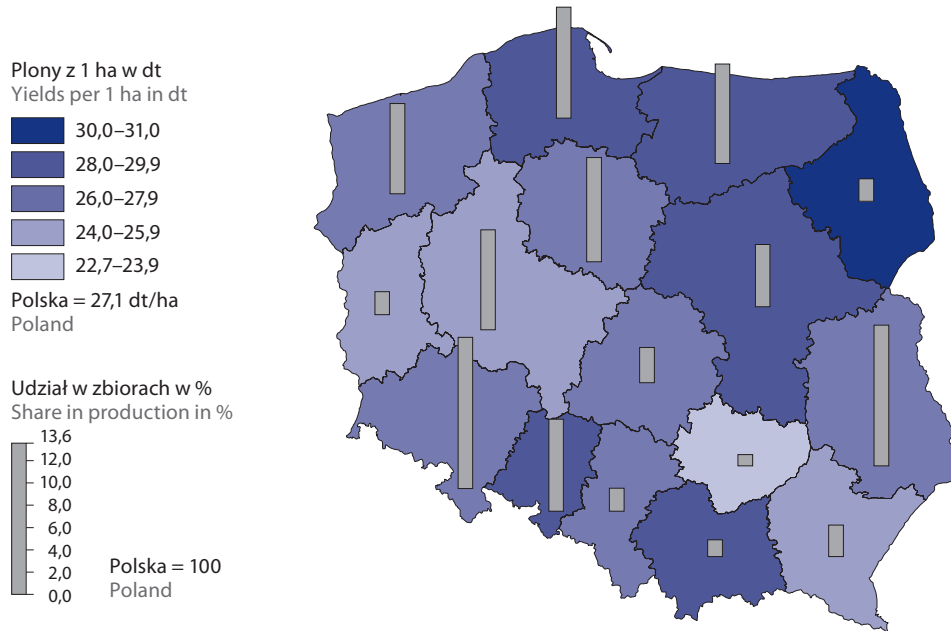 Plony z 1 ha w dt
Yields per 1 ha in dt
30,0–31,0
28,0–29,9
26,0–27,9
24,0–25,9
22,7–23,9
Polska = 27,1 dt/ha
Poland
Udział w zbiorach w %
Share in production in %
13,6
12,0
10,0
8,0
6,0
4,0
2,0
0,0
Polska = 100
Poland